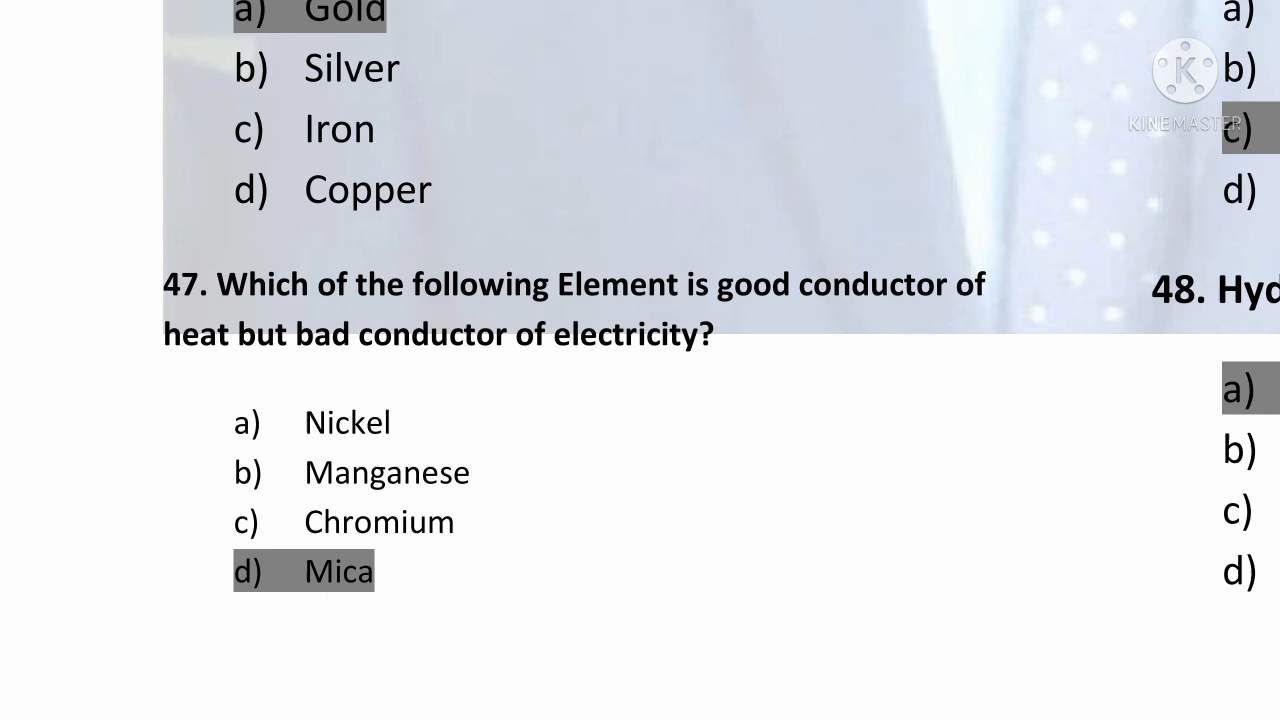 a) Gold
b) Silver
c) Iron
d) Copper
47. Which of the following Element is good conductor of
heat but bad conductor of electricity?
a) Nickel
b) Manganese
c) Chromium
d) Mica
a)
b)
c)
d)
48. Hyd
a)
b)
c)
d)
K
KINEMASTER